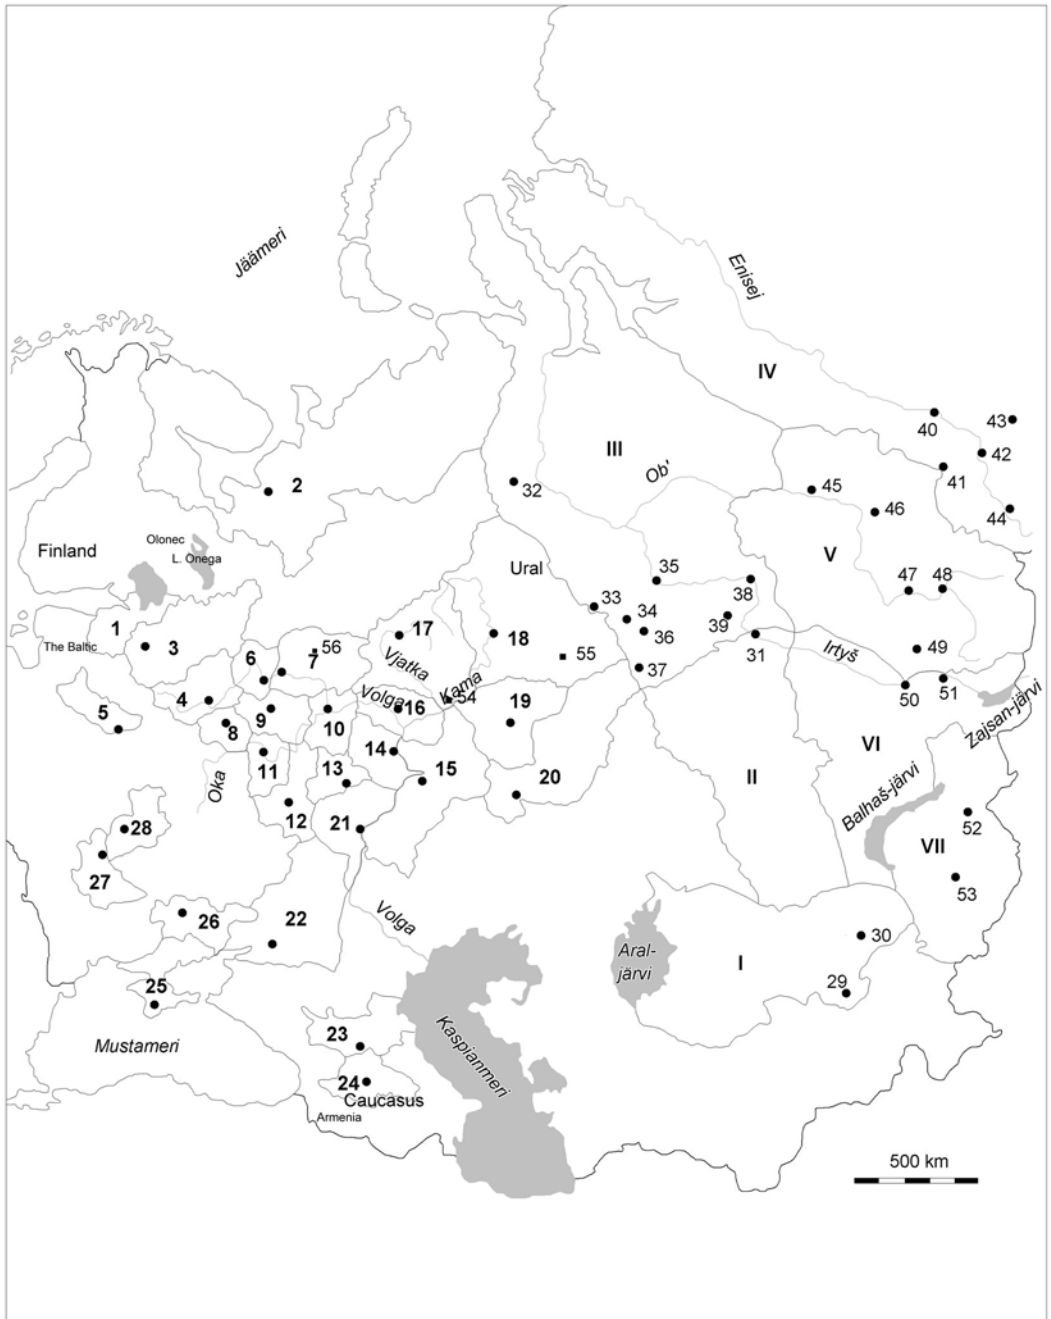 Jäämeri
Enisej
IV
40
43
42
41
44
III
Ob'
2
32
45
46
V
Finland
Olonec
L. Onega
Ural
35
38
47
48
33
34
36
39
31
1
The Baltic
3
6
7
56
17
18
55
37
Irtyš
49
50
51
Zajsan-järvi
Vjatka
Kama
54
Volga
16
19
5
4
8
9
10
14
15
20
11
13
12
21
Oka
28
27
26
22
VI
II
Balhaš-järvi
VII
52
53
Volga
Aral-
järvi
I
30
29
25
Mustameri
23
24
Caucasus
Armenia
Kaspianmeri
500 km